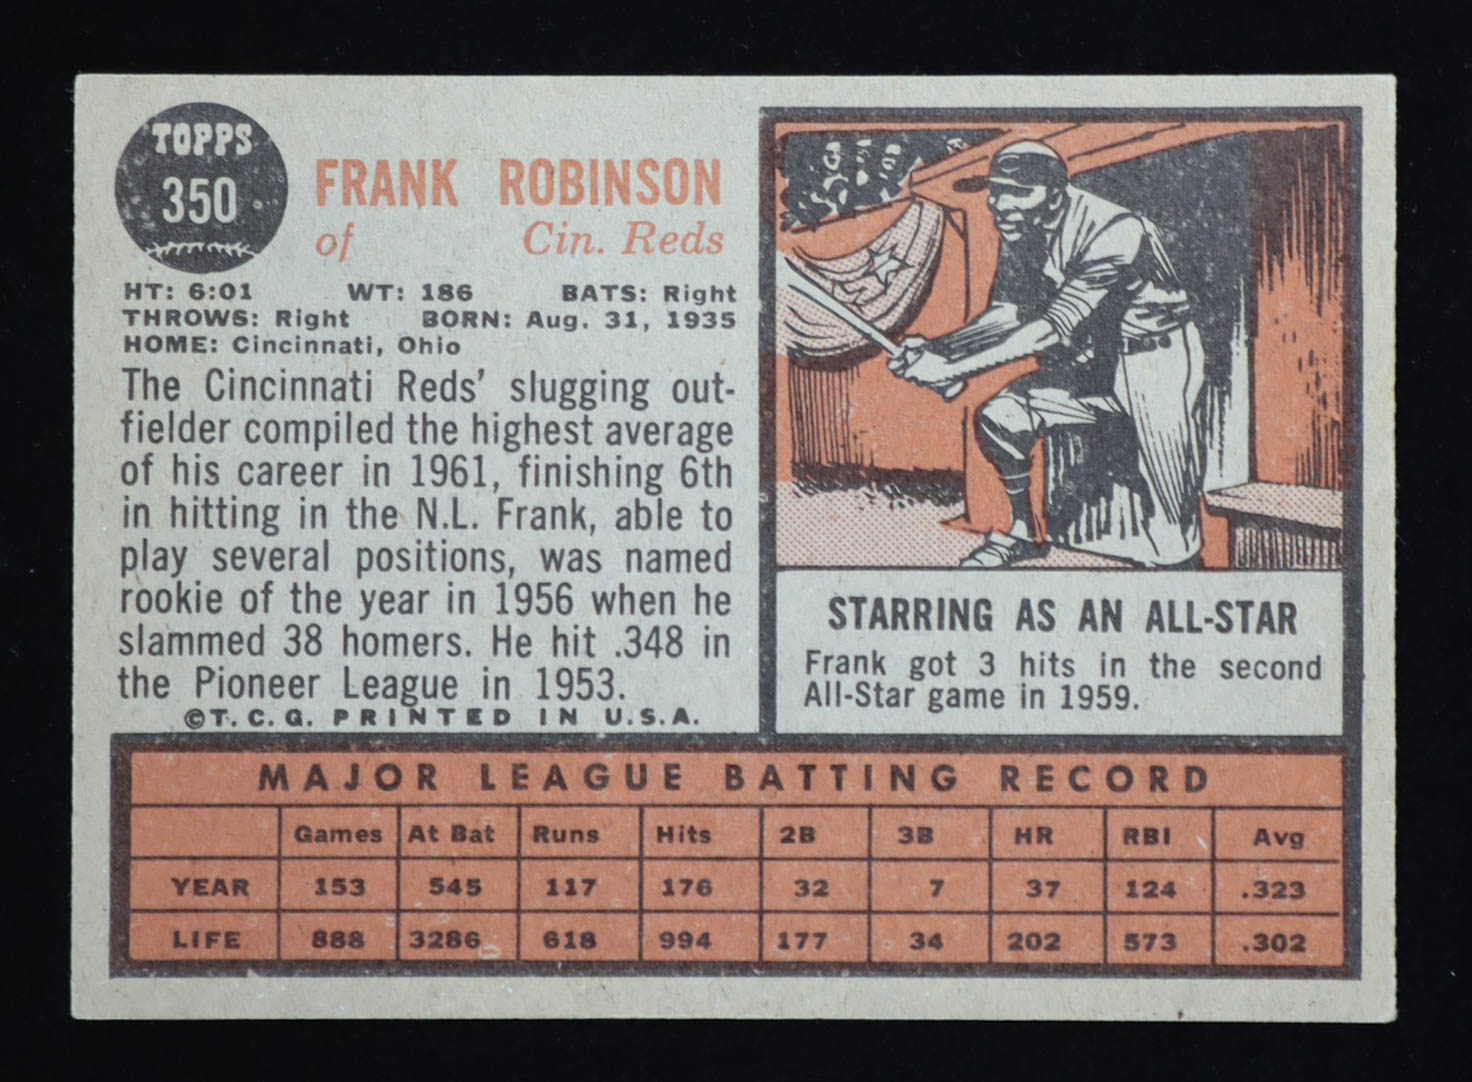 TOPPS
350
FRANK ROBINSON
of Cin. Reds
HT: 6:01 WT: 186 BATS: Right
THROWS: Right BORN: Aug. 31, 1935
HOME: Cincinnati, Ohio
The Cincinnati Reds' slugging out-
fielder compiled the highest average
of his career in 1961, finishing 6th
in hitting in the N.L. Frank, able to
play several positions, was named
rookie of the year in 1956 when he
slammed 38 homers. He hit .348 in
the Pioneer League in 1953.
©T.C.G. PRINTED IN U.S.A.
STARRING AS AN ALL-STAR
Frank got 3 hits in the second
All-Star game in 1959.
MAJOR LEAGUE BATTING RECORD
Games At Bat Runs Hits 2B 3B HR RBI Avg
YEAR 153 545 117 176 32 7 37 124 .323
LIFE 888 3286 618 994 177 34 202 573 .302